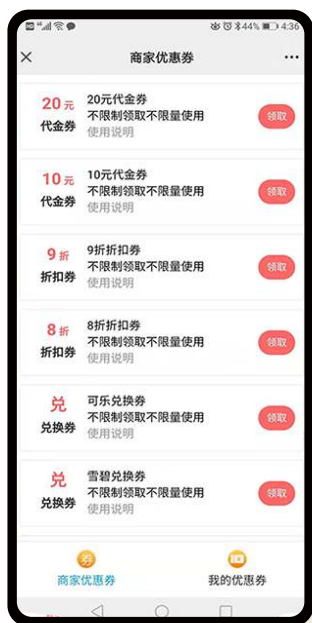 44% 4:36
商家优惠券
20元
代金券
20元代金券
不限制领取不限量使用
使用说明
领取
10元
代金券
10元代金券
不限制领取不限量使用
使用说明
领取
9折
折扣券
9折折扣券
不限制领取不限量使用
使用说明
领取
8折
折扣券
8折折扣券
不限制领取不限量使用
使用说明
领取
兑
兑换券
可乐兑换券
不限制领取不限量使用
使用说明
领取
兑
兑换券
雪碧兑换券
不限制领取不限量使用
使用说明
领取
券
商家优惠券
我的优惠券